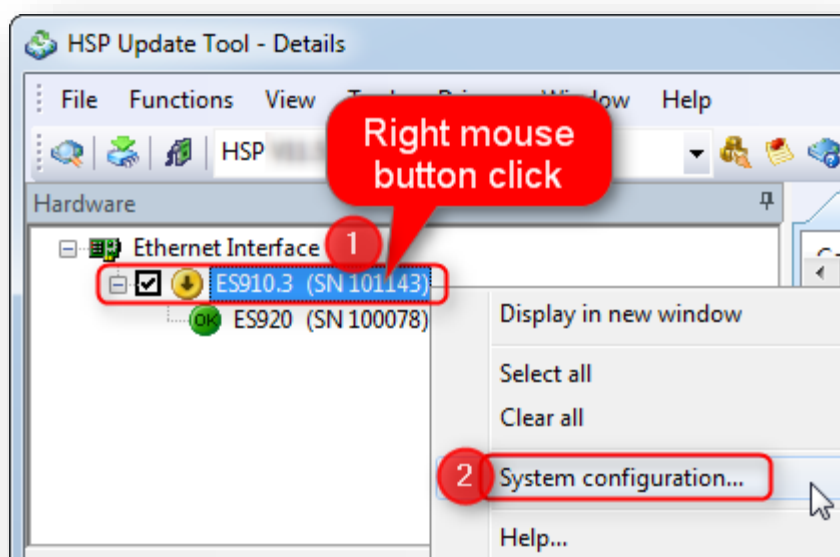 HSP Update Tool - Details
File Functions View Window Help
HSP
Right mouse
button click
Hardware
Ethernet Interface
1
ES910.3 (SN 101143)
OK ES920 (SN 100078)
Display in new window
Select all
Clear all
2 System configuration...
Help...